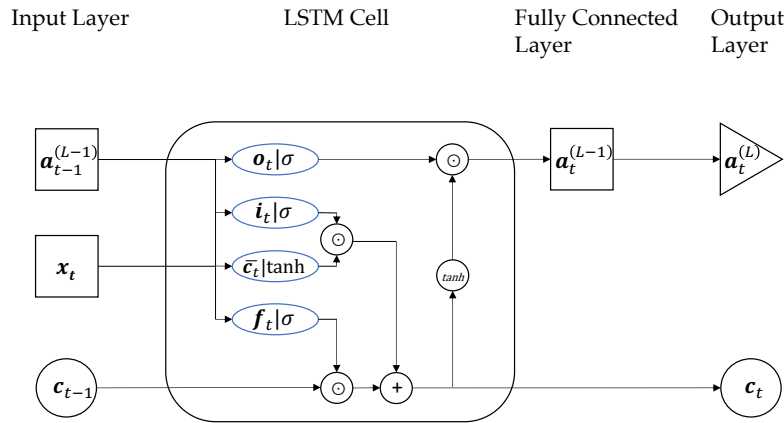 Input Layer
LSTM Cell
Fully Connected
Layer
Output
Layer
a_{t-1}^{(L-1)}
o_t|σ
⊙
a_t^{(L-1)}
a_t^{(L)}
i_t|σ
⊙
x_t
c̅_t|tanh
tanh
f_t|σ
c_{t-1}
⊙
+
c_t